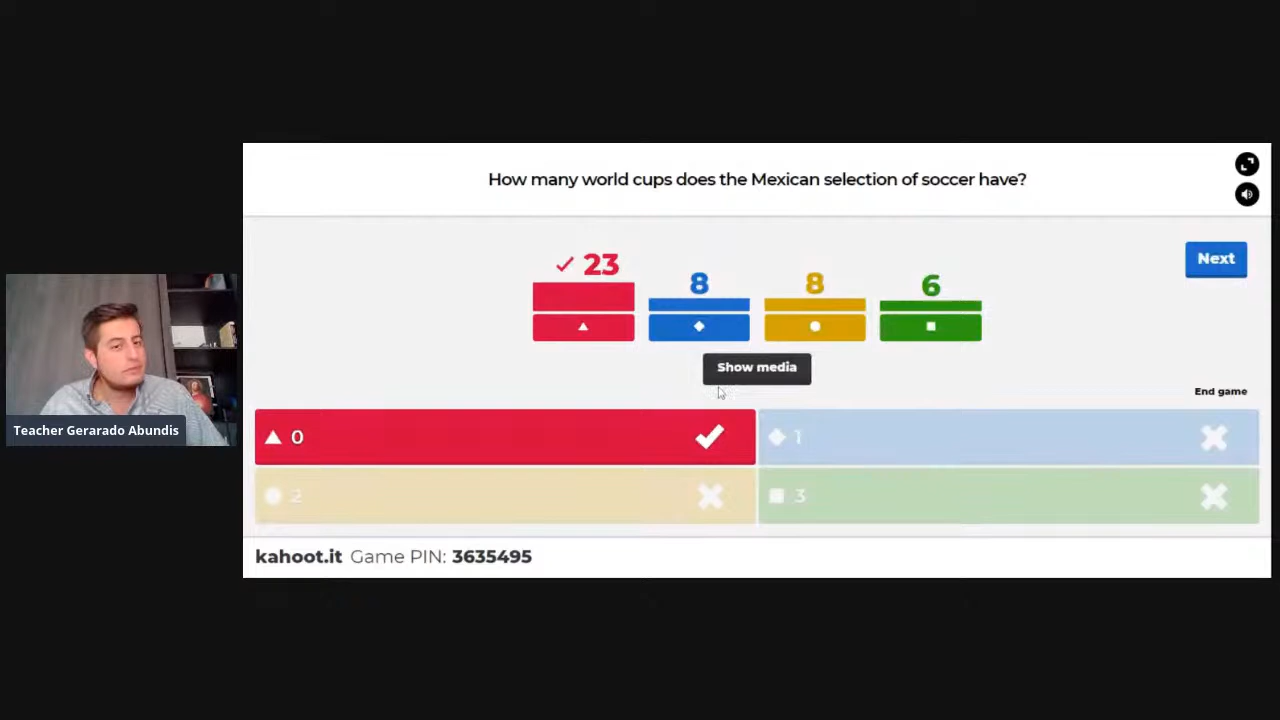 How many world cups does the Mexican selection of soccer have?
Next
23
8
8
6
Show media
End game
Teacher Gerarado Abundis
0
1
2
3
kahoot.it Game PIN: 3635495